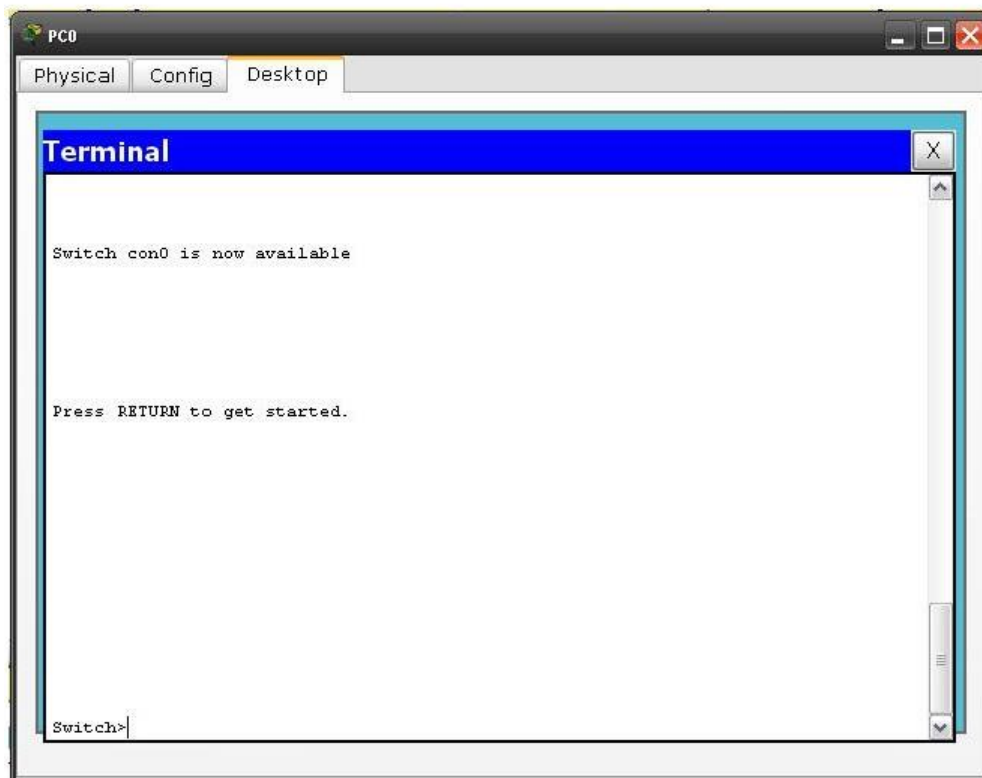 PC0
Physical Config Desktop
Terminal X
Switch con0 is now available
Press RETURN to get started.
Switch>